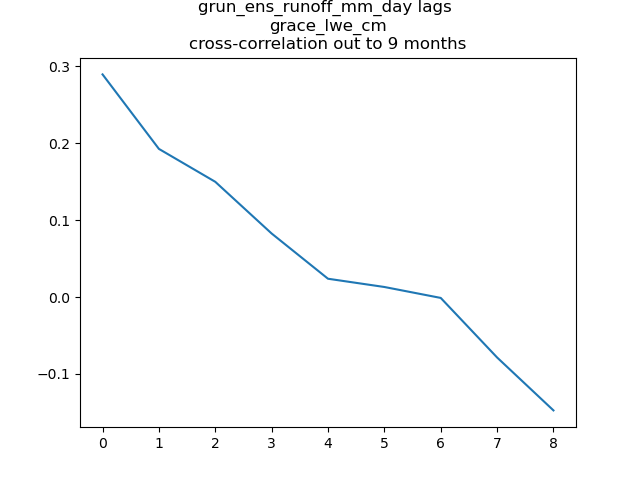 grun_ens_runoff_mm_day lags
grace_lwe_cm
cross-correlation out to 9 months
0.3
0.2
0.1
0.0
−0.1
0 1 2 3 4 5 6 7 8